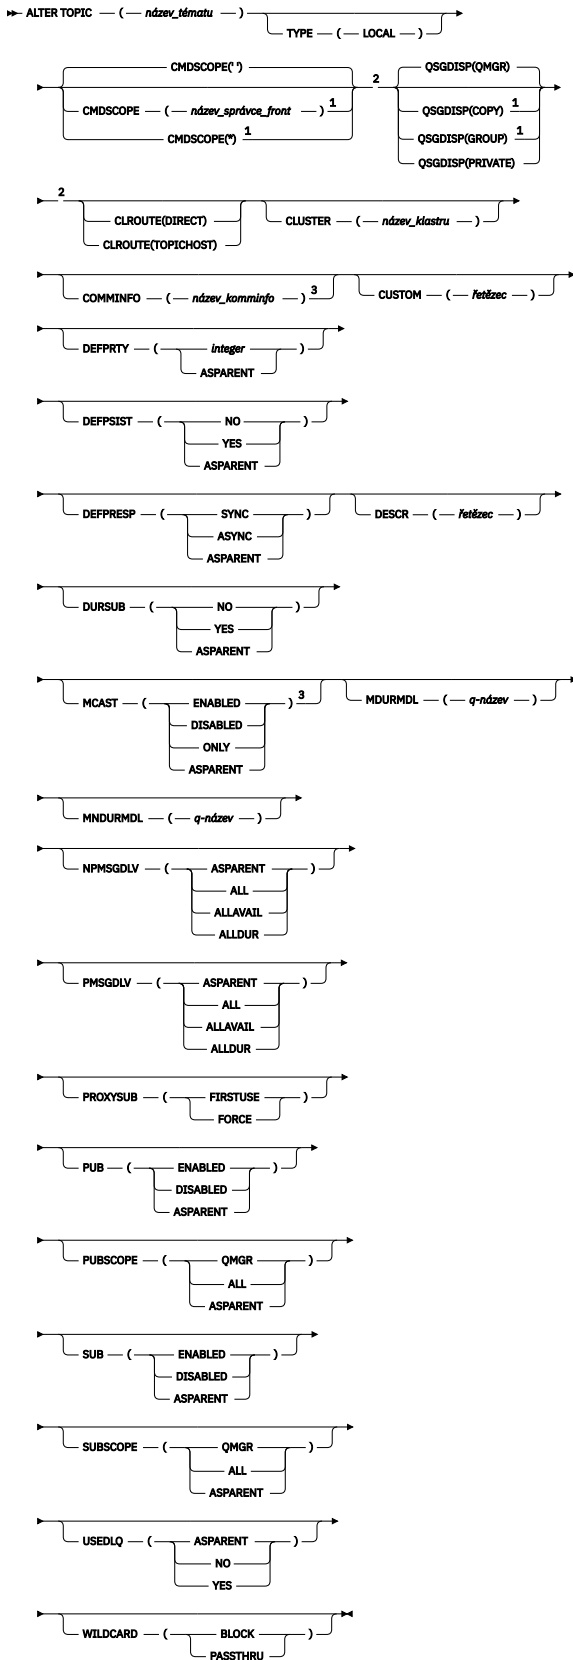 ALTER TOPIC ( název_tématu )
TYPE ( LOCAL )
CMDSCOPE(' ')
CMDSCOPE ( název_správce_front ) 1
CMDSCOPE(*) 1
2
QSGDISP(QMGR)
QSGDISP(COPY) 1
QSGDISP(GROUP) 1
QSGDISP(PRIVATE)
2
CLROUTE(DIRECT)
CLROUTE(TOPICHOST)
CLUSTER ( název_klastru )
COMMINFO ( název_komminfo ) 3
CUSTOM ( řetězec )
DEFPRTY ( integer )
ASPARENT
DEFPSIST ( NO )
YES
ASPARENT
DEFPRESP ( SYNC )
ASYNC
ASPARENT
DESCR ( řetězec )
DURSUB ( NO )
YES
ASPARENT
MCAST ( ENABLED ) 3
DISABLED
ONLY
ASPARENT
MDURMDL ( q-název )
MNDURMDL ( q-název )
NPMSGDLV ( ASPARENT )
ALL
ALLAVAIL
ALLDUR
PMSGDLV ( ASPARENT )
ALL
ALLAVAIL
ALLDUR
PROXYSUB ( FIRSTUSE )
FORCE
PUB ( ENABLED )
DISABLED
ASPARENT
PUBSCOPE ( QMGR )
ALL
ASPARENT
SUB ( ENABLED )
DISABLED
ASPARENT
SUBSCOPE ( QMGR )
ALL
ASPARENT
USEDLQ ( ASPARENT )
NO
YES
WILDCARD ( BLOCK )
PASSTHRU